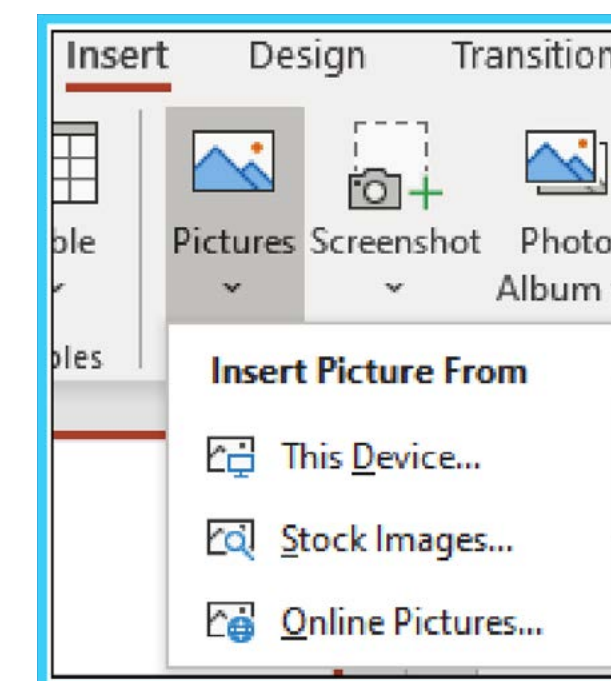 Insert Design Transition
ble Pictures Screenshot Photo
Album
bles
Insert Picture From
This Device...
Stock Images...
Online Pictures...